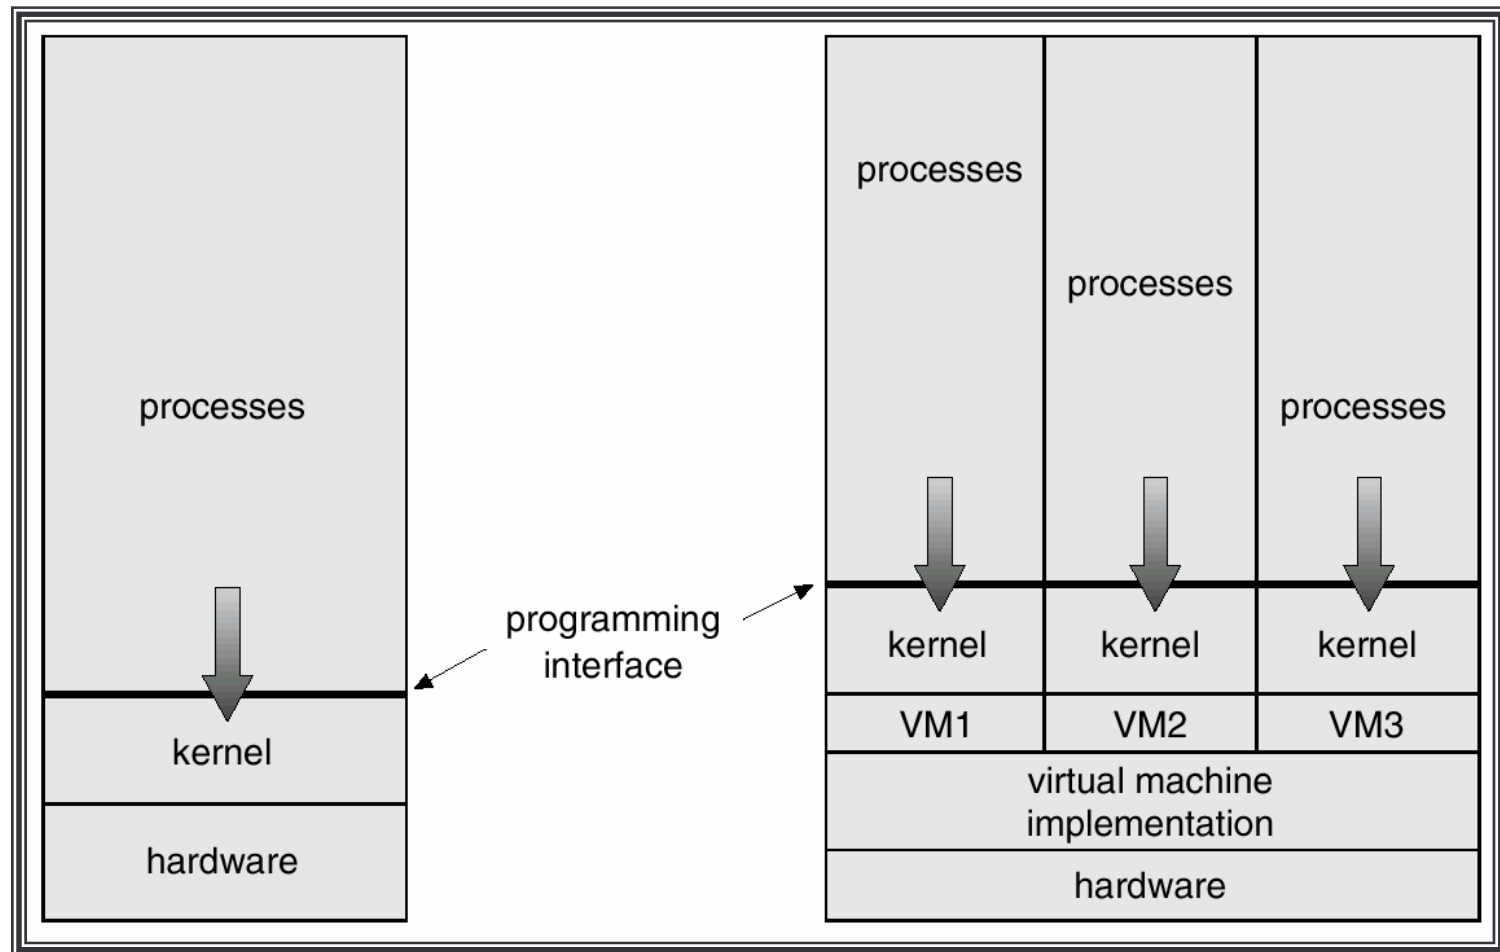 processes
kernel
hardware
programming
interface
processes
processes
processes
kernel
kernel
kernel
VM1
VM2
VM3
virtual machine
implementation
hardware